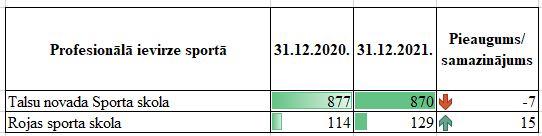 Profesionālā ievirze sportā 31.12.2020. 31.12.2021. Pieaugums/
samazinājums
Talsu novada Sporta skola 877 870 -7
Rojas sporta skola 114 129 15